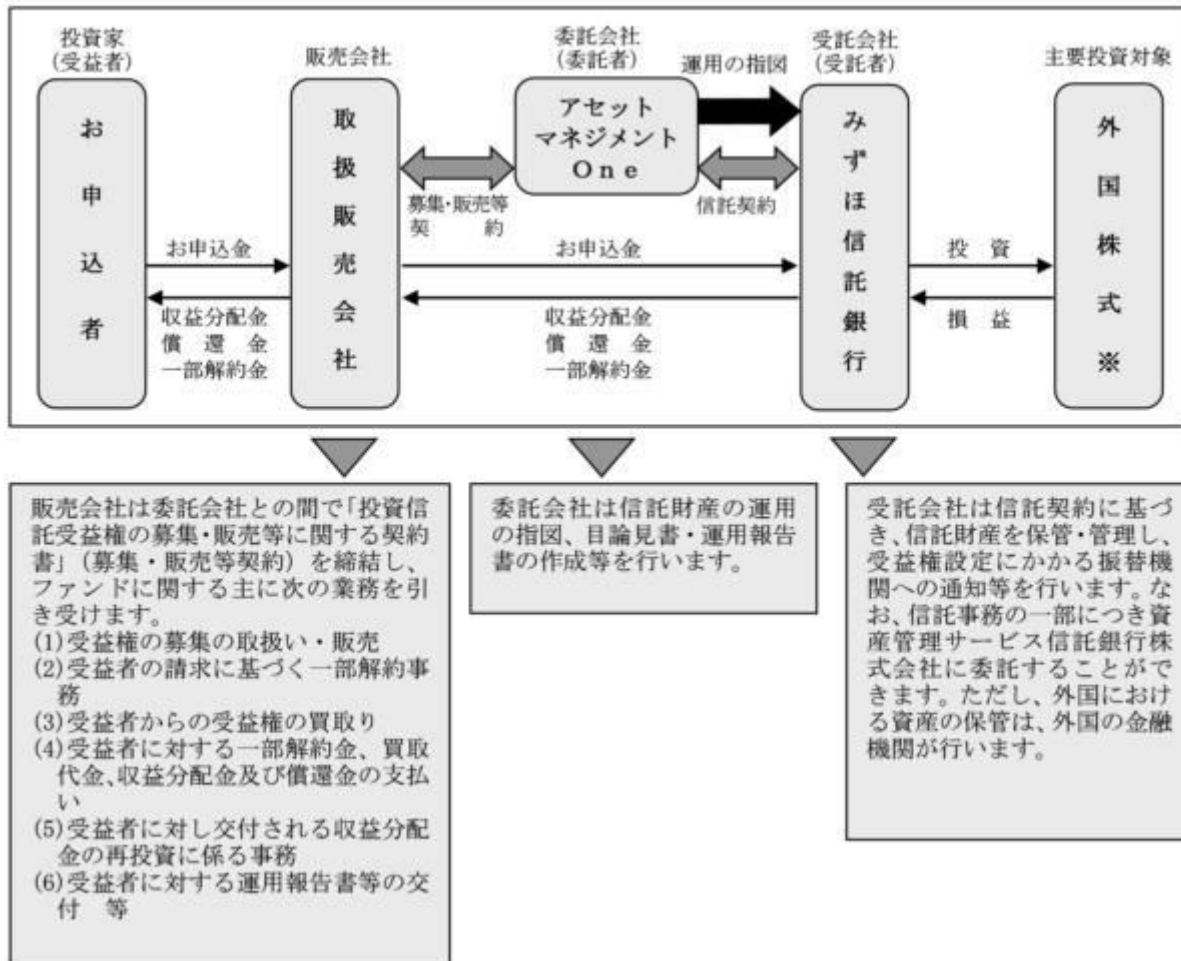 投資家
(受益者)
販売会社
委託会社
(委託者)
運用の指図
受託会社
(受託者)
主要投資対象
お申込者
取扱販売会社
アセット
マネジメント
One
みずほ信託銀行
外国株式※
募集・販売等
契約
信託契約
お申込金
お申込金
投資
収益分配金
償還金
一部解約金
収益分配金
償還金
一部解約金
損益
販売会社は委託会社との間で「投資信
託受益権の募集・販売等に関する契約
書」(募集・販売等契約)を締結し、
ファンドに関する主に次の業務を引
き受けます。
(1)受益権の募集の取扱い・販売
(2)受益者の請求に基づく一部解約事
務
(3)受益者からの受益権の買取り
(4)受益者に対する一部解約金、買取
代金、収益分配金及び償還金の支払
い
(5)受益者に対し交付される収益分配
金の再投資に係る事務
(6)受益者に対する運用報告書等の交
付 等
委託会社は信託財産の運用
の指図、目論見書・運用報告
書の作成等を行います。
受託会社は信託契約に基づ
き、信託財産を保管・管理し、
受益権設定にかかる振替機
関への通知等を行います。な
お、信託事務の一部につき資
産管理サービス信託銀行株
式会社に委託することがで
きます。ただし、外国におけ
る資産の保管は、外国の金融
機関が行います。